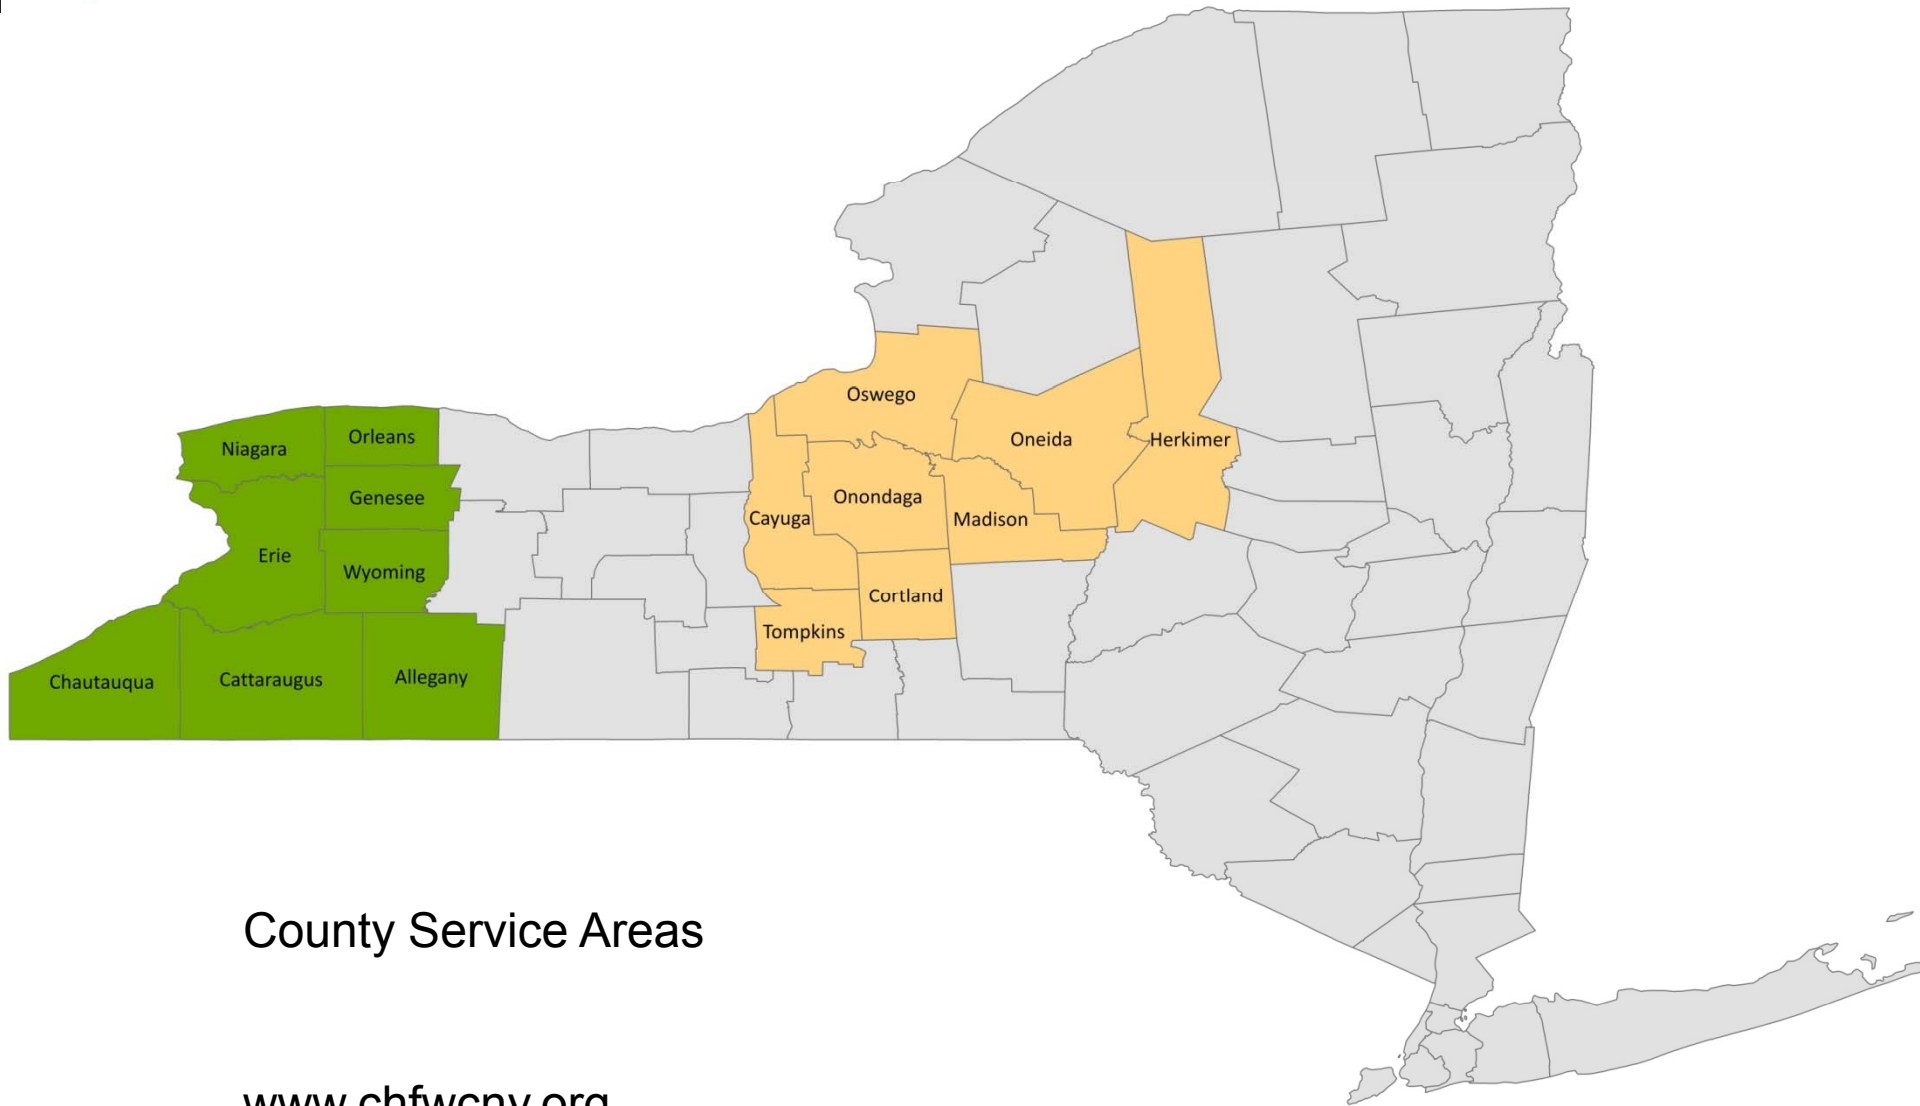 Oswego
Orleans
Niagara
Oneida
Herkimer
Genesee
Onondaga
Cayuga
Madison
Erie
Wyoming
Cortland
Tompkins
Chautauqua
Cattaraugus
Allegany
County Service Areas
www.chfwcny.org